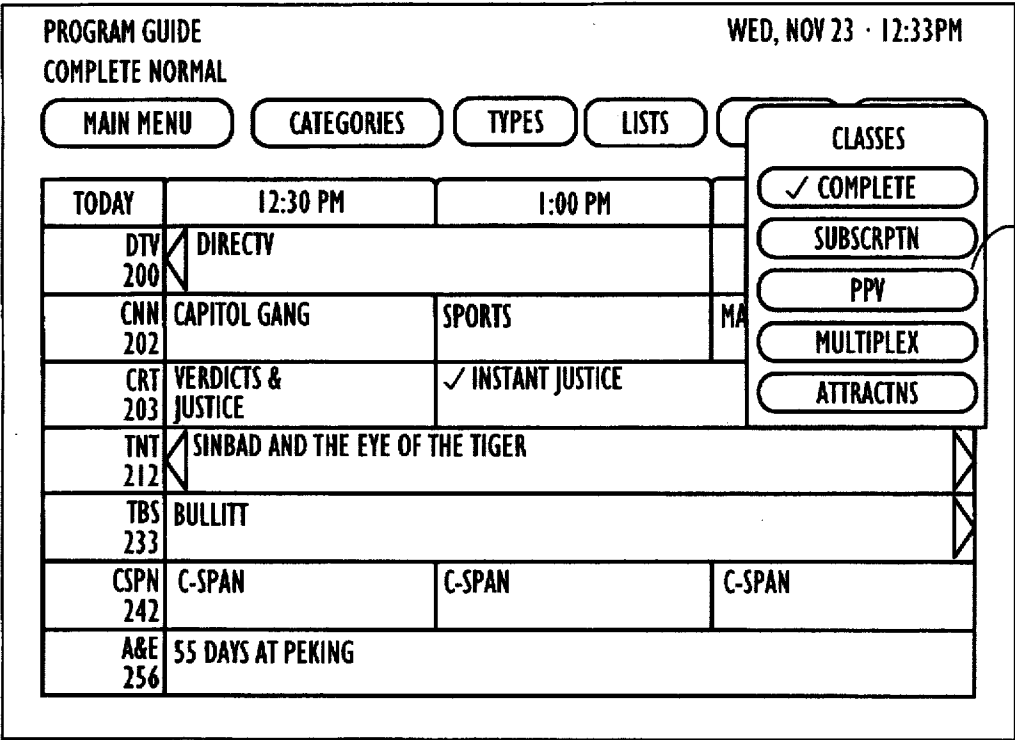 PROGRAM GUIDE
WED, NOV 23 · 12:33PM
COMPLETE NORMAL
MAIN MENU
CATEGORIES
TYPES
LISTS
CLASSES
✓ COMPLETE
SUBSCRPTN
PPV
MULTIPLEX
ATTRACTNS
TODAY
12:30 PM
1:00 PM
DTV
200
DIRECTV
CNN
202
CAPITOL GANG
SPORTS
MA
CRT
203
VERDICTS &
JUSTICE
✓ INSTANT JUSTICE
TNT
212
SINBAD AND THE EYE OF THE TIGER
TBS
233
BULLITT
CSPN
242
C-SPAN
C-SPAN
C-SPAN
A&E
256
55 DAYS AT PEKING